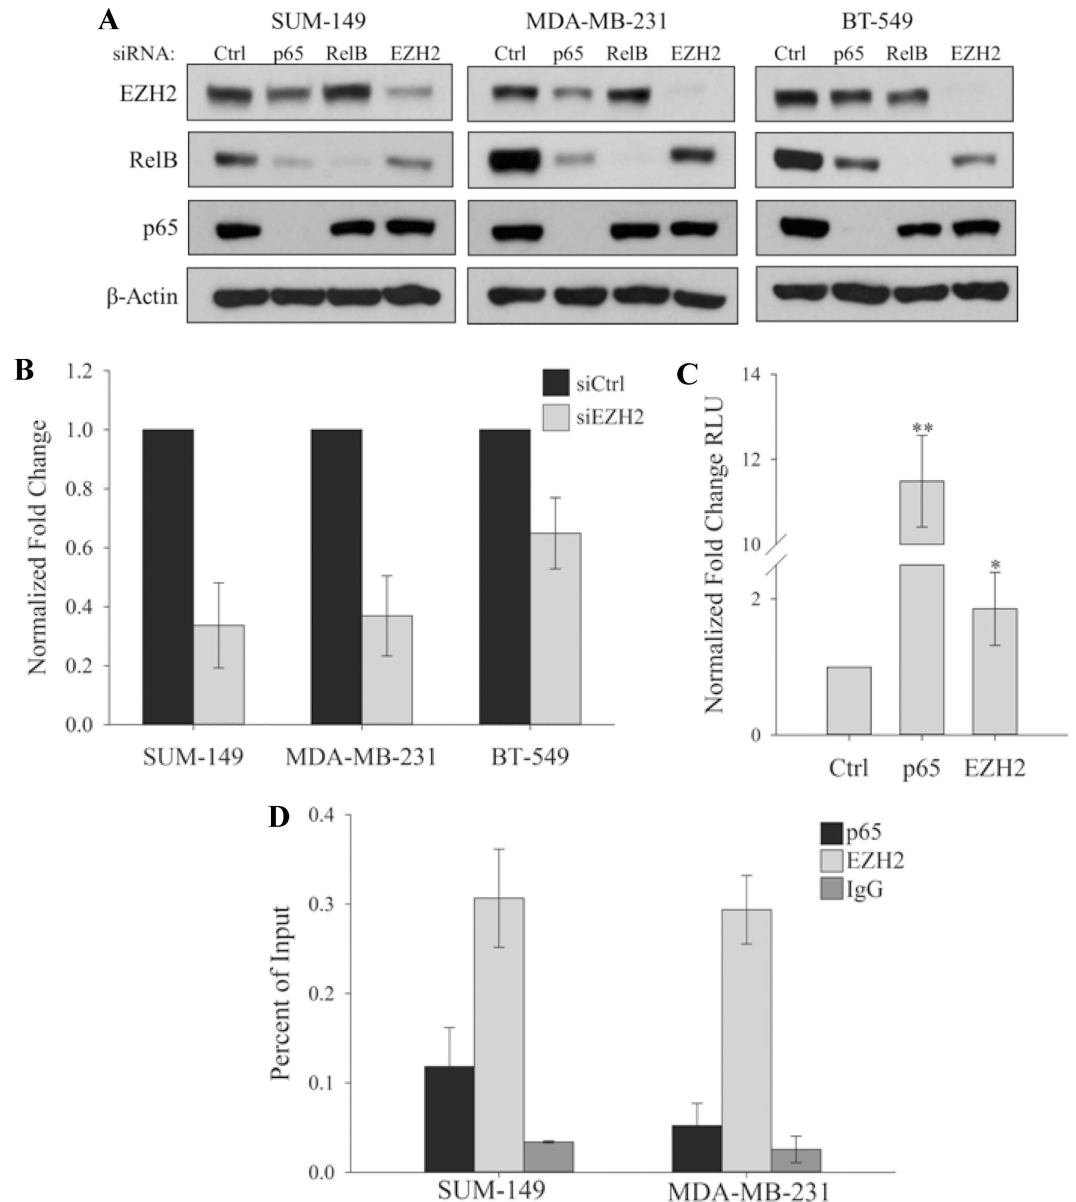 A
SUM-149 MDA-MB-231 BT-549
siRNA: Ctrl p65 RelB EZH2 Ctrl p65 RelB EZH2 Ctrl p65 RelB EZH2
EZH2
RelB
p65
β-Actin
B
Normalized Fold Change
1.2
1.0
0.8
0.6
0.4
0.2
0.0
siCtrl
siEZH2
SUM-149 MDA-MB-231 BT-549
C
Normalized Fold Change RLU
14
12
10
2
0
**
*
Ctrl p65 EZH2
D
Percent of Input
0.4
0.3
0.2
0.1
0.0
p65
EZH2
IgG
SUM-149 MDA-MB-231